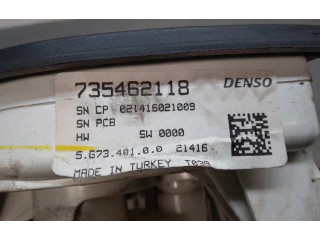 735462118 DENSO
SN CP 021416021009
SN PCB
HW SW 0000
5.G73.401.0.0 21416
MADE IN TURKEY T039